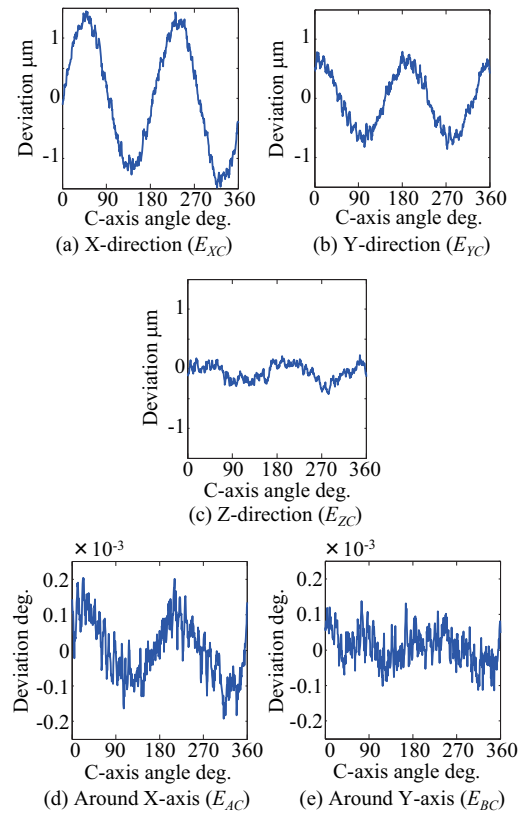 Deviation μm
1
0
-1
0 90 180 270 360
C-axis angle deg.
(a) X-direction (E_XC)
Deviation μm
1
0
-1
0 90 180 270 360
C-axis angle deg.
(b) Y-direction (E_YC)
Deviation μm
1
0
-1
0 90 180 270 360
C-axis angle deg.
(c) Z-direction (E_ZC)
× 10^-3
Deviation deg.
0.2
0.1
0
-0.1
-0.2
0 90 180 270 360
C-axis angle deg.
(d) Around X-axis (E_AC)
× 10^-3
Deviation deg.
0.2
0.1
0
-0.1
-0.2
0 90 180 270 360
C-axis angle deg.
(e) Around Y-axis (E_BC)